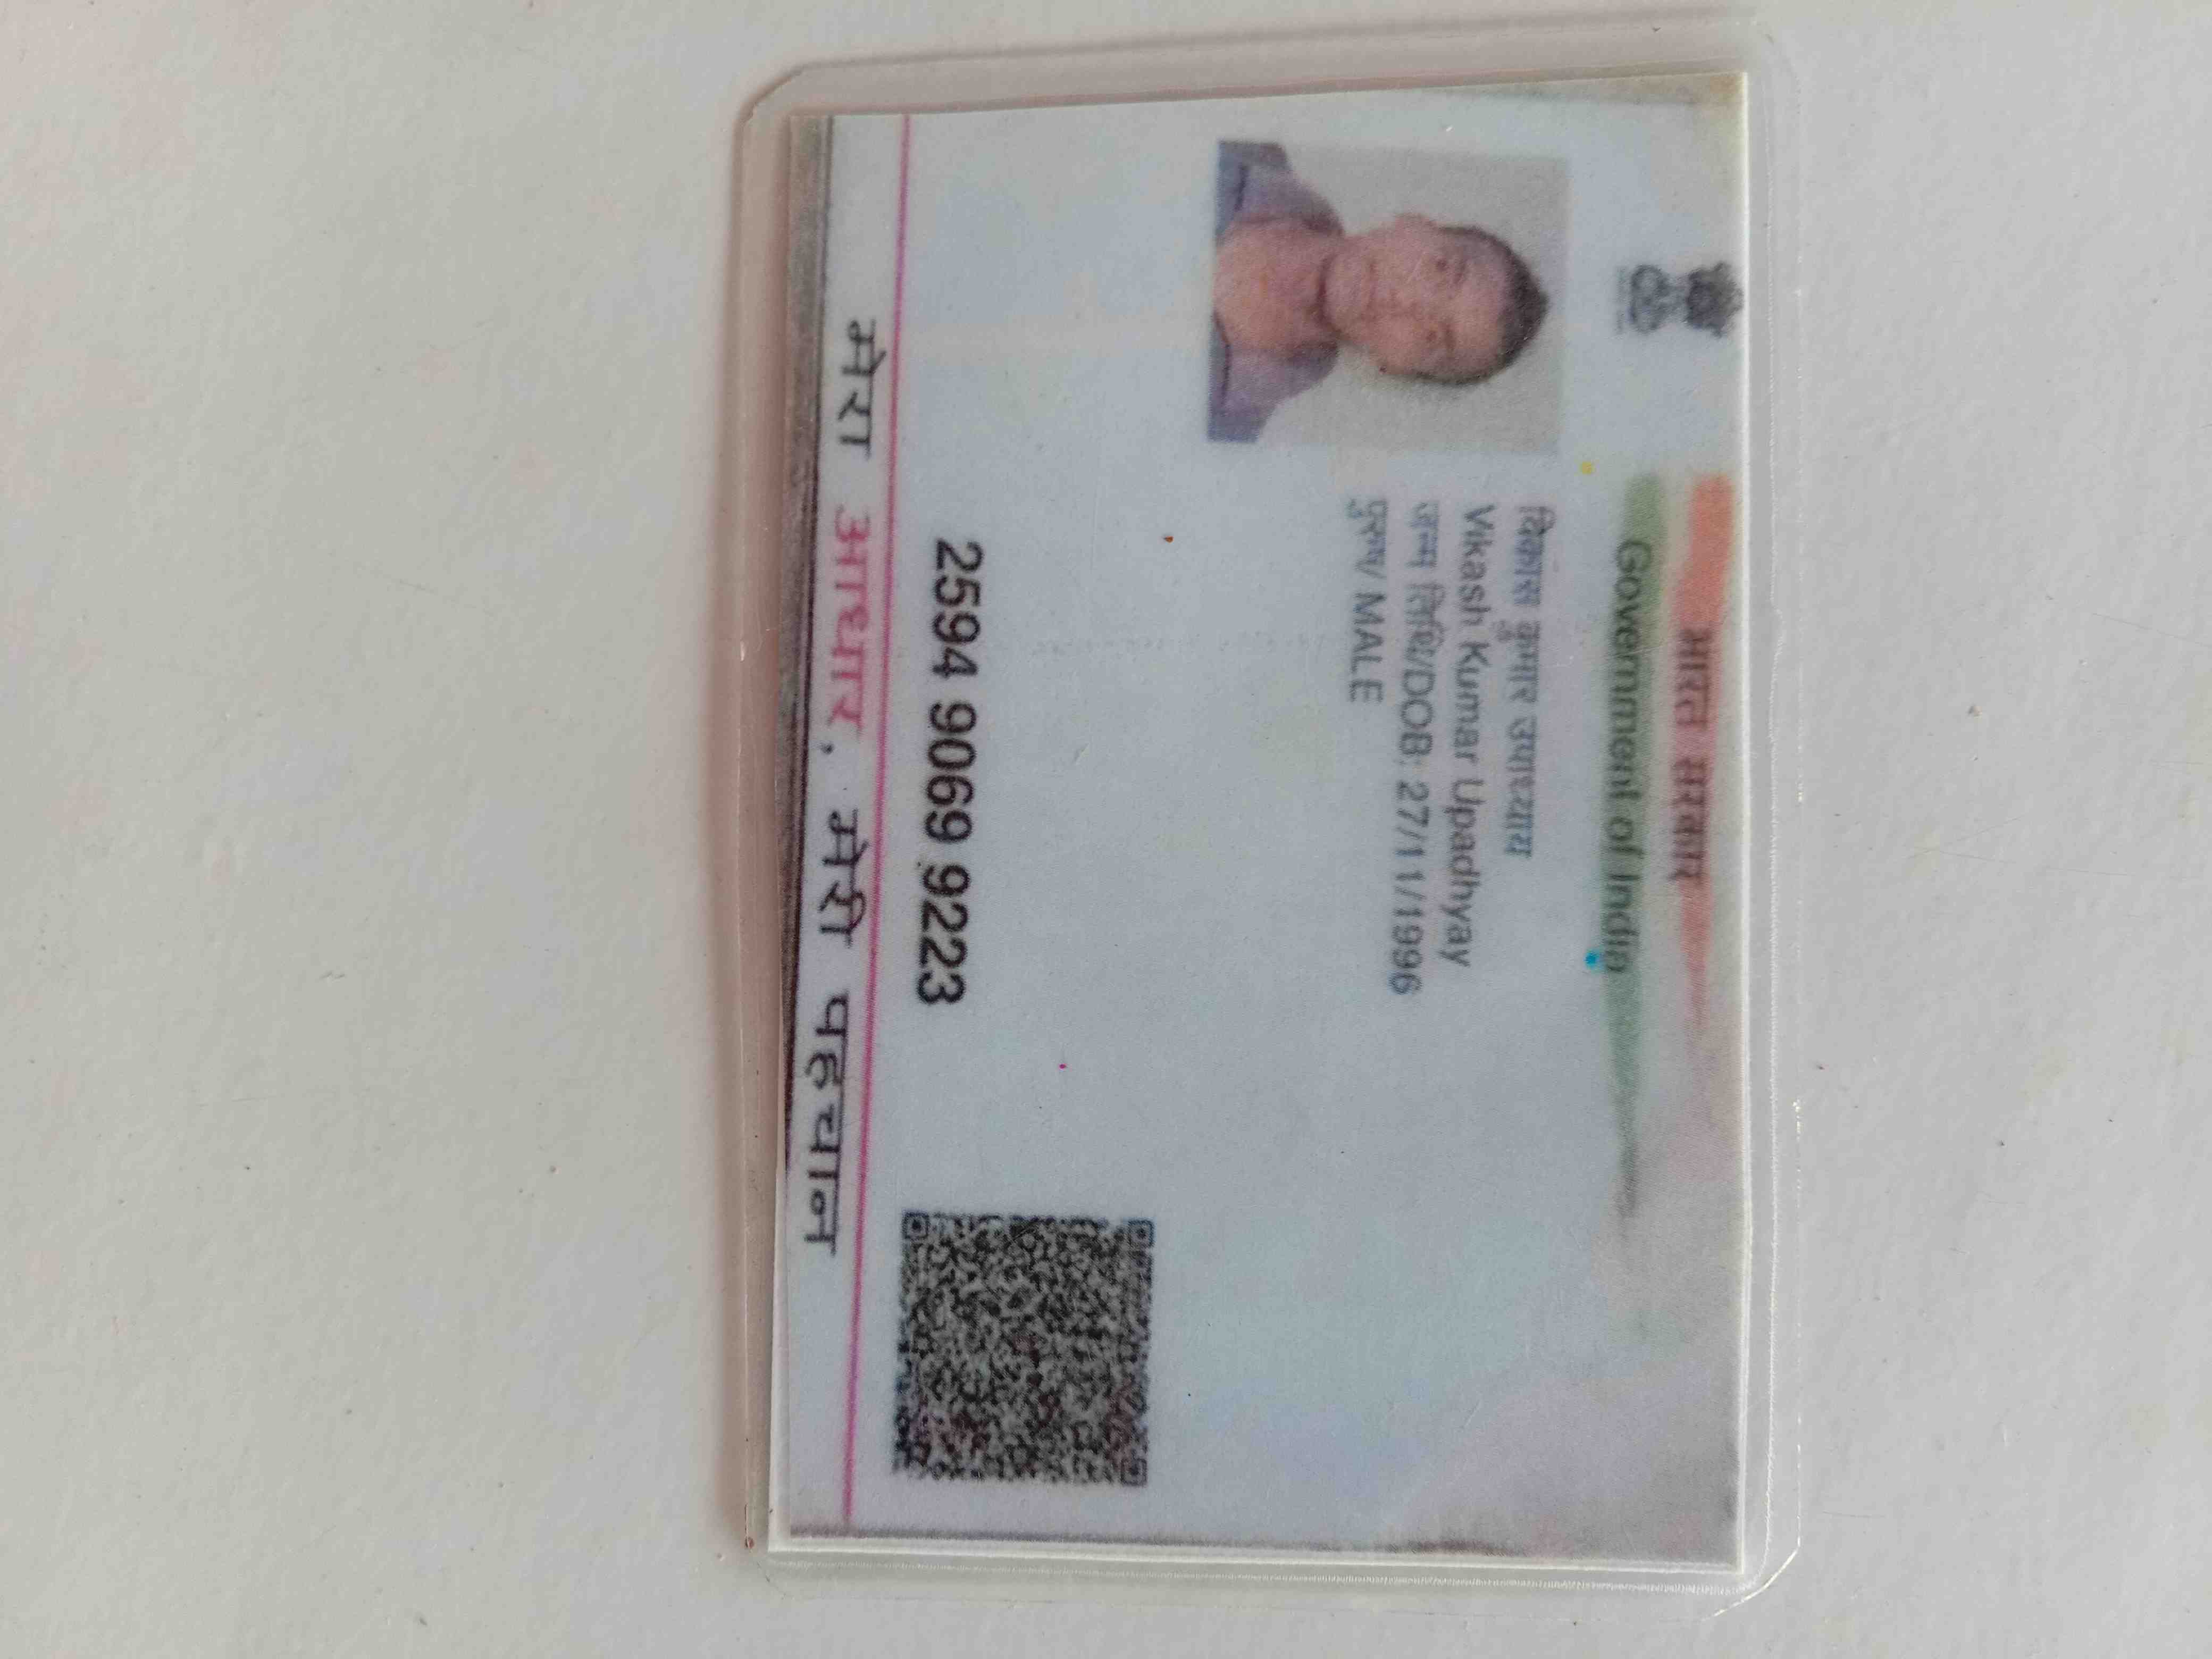 भारत सरकार
Government of India
विकास कुमार उपाध्याय
Vikash Kumar Upadhyay
जन्म तिथि/DOB: 27/11/1996
पुरुष/ MALE
2594 9069 9223
मेरा आधार, मेरी पहचान